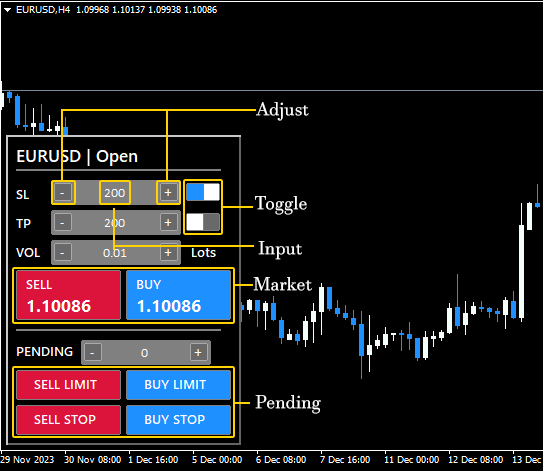 EURUSD,H4 1.09968 1.10137 1.09938 1.10086
Adjust
EURUSD | Open
SL - 200 +
Toggle
TP - 200 +
Input
VOL - 0.01 + Lots
Market
SELL BUY
1.10086 1.10086
PENDING - 0 +
SELL LIMIT BUY LIMIT
Pending
SELL STOP BUY STOP
29 Nov 2023 30 Nov 08:00 1 Dec 16:00 5 Dec 00:00 6 Dec 08:00 7 Dec 16:00 11 Dec 00:00 12 Dec 08:00 13 Dec